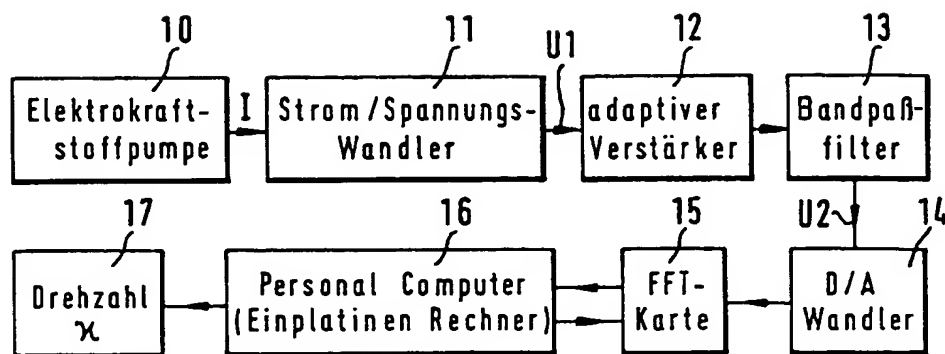 10
11
12
13
Elektrokraft-
stoffpumpe
I
Strom/Spannungs-
Wandler
U1
adaptiver
Verstärker
Bandpaß-
filter
U2
17
16
15
14
Drehzahl
n
Personal Computer
(Einplatinen Rechner)
FFT-
Karte
D/A
Wandler